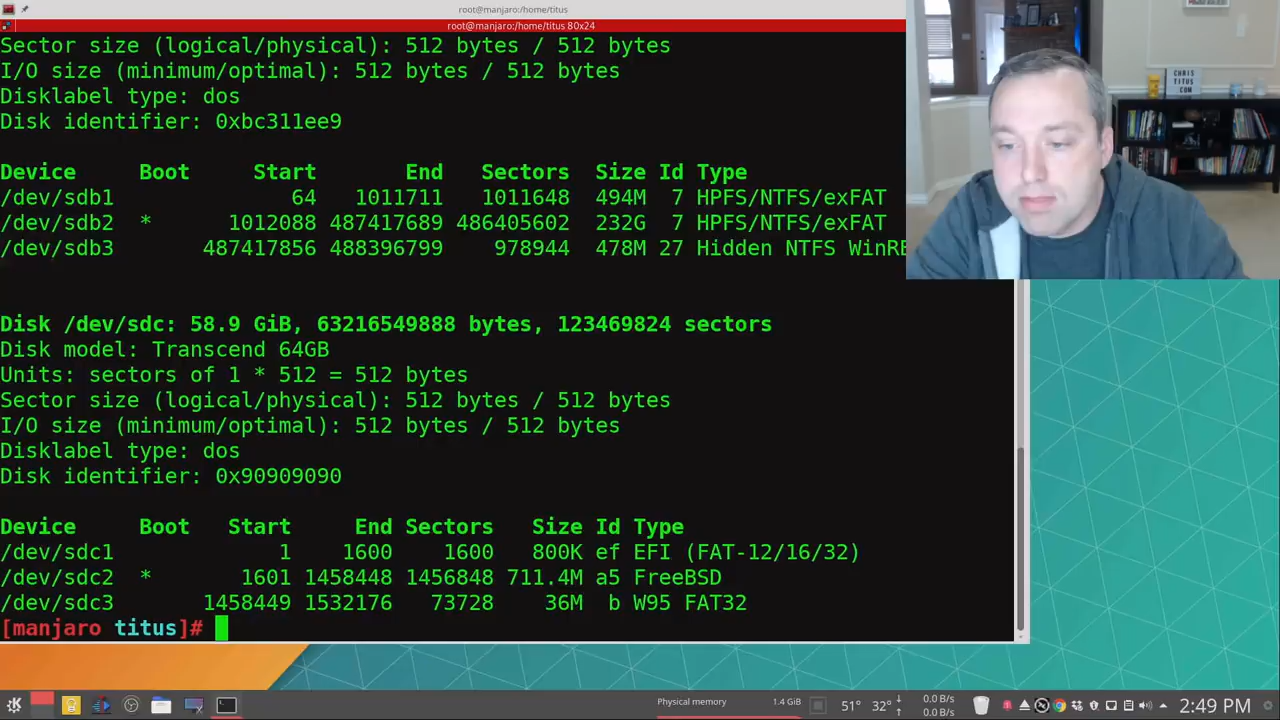 root@manjaro:/home/titus
root@manjaro:/home/titus 80x24
Sector size (logical/physical): 512 bytes / 512 bytes
I/O size (minimum/optimal): 512 bytes / 512 bytes
Disklabel type: dos
Disk identifier: 0xbc311ee9
Device Boot Start End Sectors Size Id Type
/dev/sdb1 64 1011711 1011648 494M 7 HPFS/NTFS/exFAT
/dev/sdb2 * 1012088 487417689 486405602 232G 7 HPFS/NTFS/exFAT
/dev/sdb3 487417856 488396799 978944 478M 27 Hidden NTFS WinRE
Disk /dev/sdc: 58.9 GiB, 63216549888 bytes, 123469824 sectors
Disk model: Transcend 64GB
Units: sectors of 1 * 512 = 512 bytes
Sector size (logical/physical): 512 bytes / 512 bytes
I/O size (minimum/optimal): 512 bytes / 512 bytes
Disklabel type: dos
Disk identifier: 0x90909090
Device Boot Start End Sectors Size Id Type
/dev/sdc1 1 1600 1600 800K ef EFI (FAT-12/16/32)
/dev/sdc2 * 1601 1458448 1456848 711.4M a5 FreeBSD
/dev/sdc3 1458449 1532176 73728 36M b W95 FAT32
[manjaro titus]#
CHRIS
TITUS
COM
Physical memory 1.4 GiB 51° 32° 0.0 B/s
0.0 B/s
2:49 PM